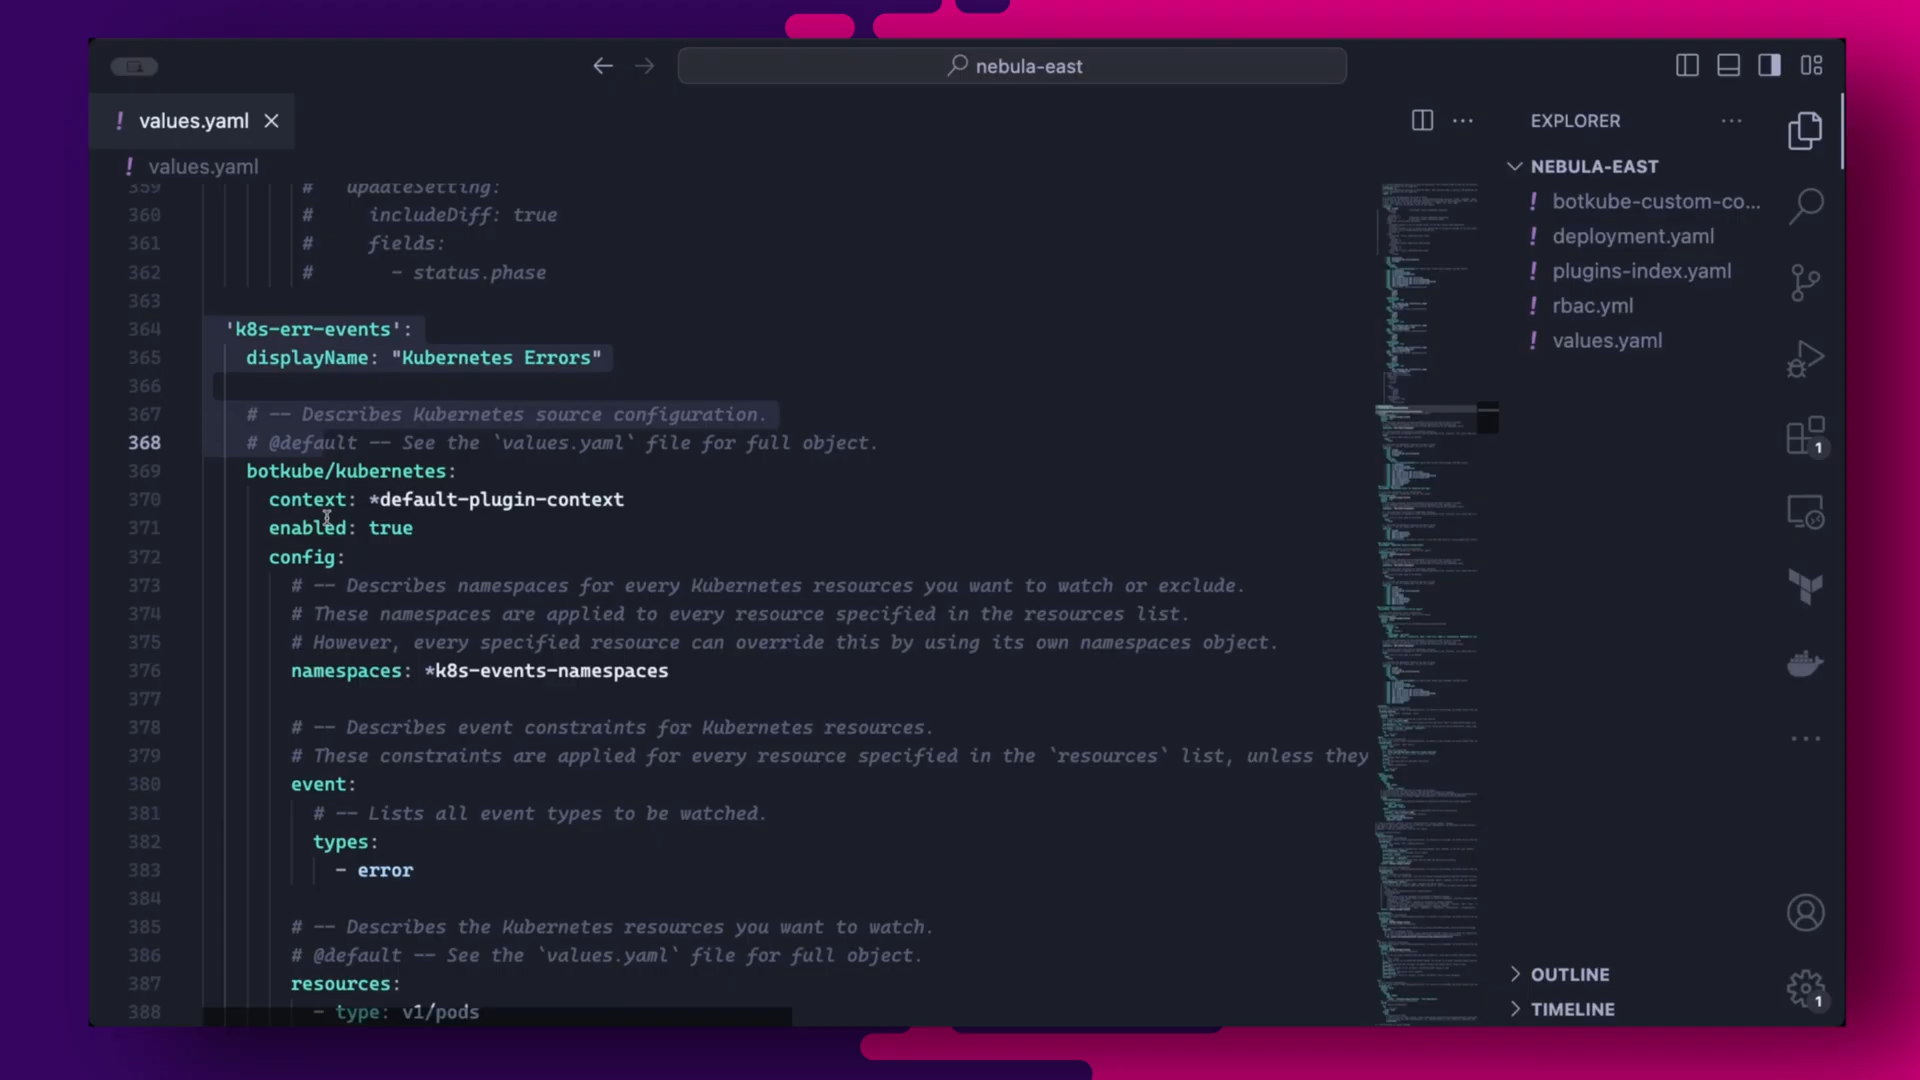 nebula-east
! values.yaml
! values.yaml
359 # updateSetting:
360 # includeDiff: true
361 # fields:
362 # - status.phase
363
364 'k8s-err-events':
365 displayName: "Kubernetes Errors"
366
367 # -- Describes Kubernetes source configuration.
368 # @default -- See the `values.yaml` file for full object.
369 botkube/kubernetes:
370 context: *default-plugin-context
371 enabled: true
372 config:
373 # -- Describes namespaces for every Kubernetes resources you want to watch or exclude.
374 # These namespaces are applied to every resource specified in the resources list.
375 # However, every specified resource can override this by using its own namespaces object.
376 namespaces: *k8s-events-namespaces
377
378 # -- Describes event constraints for Kubernetes resources.
379 # These constraints are applied for every resource specified in the `resources` list, unless they
380 event:
381 # -- Lists all event types to be watched.
382 types:
383 - error
384
385 # -- Describes the Kubernetes resources you want to watch.
386 # @default -- See the `values.yaml` file for full object.
387 resources:
388 - type: v1/pods
EXPLORER
NEBULA-EAST
! botkube-custom-co...
! deployment.yaml
! plugins-index.yaml
! rbac.yml
! values.yaml
OUTLINE
TIMELINE
1
1